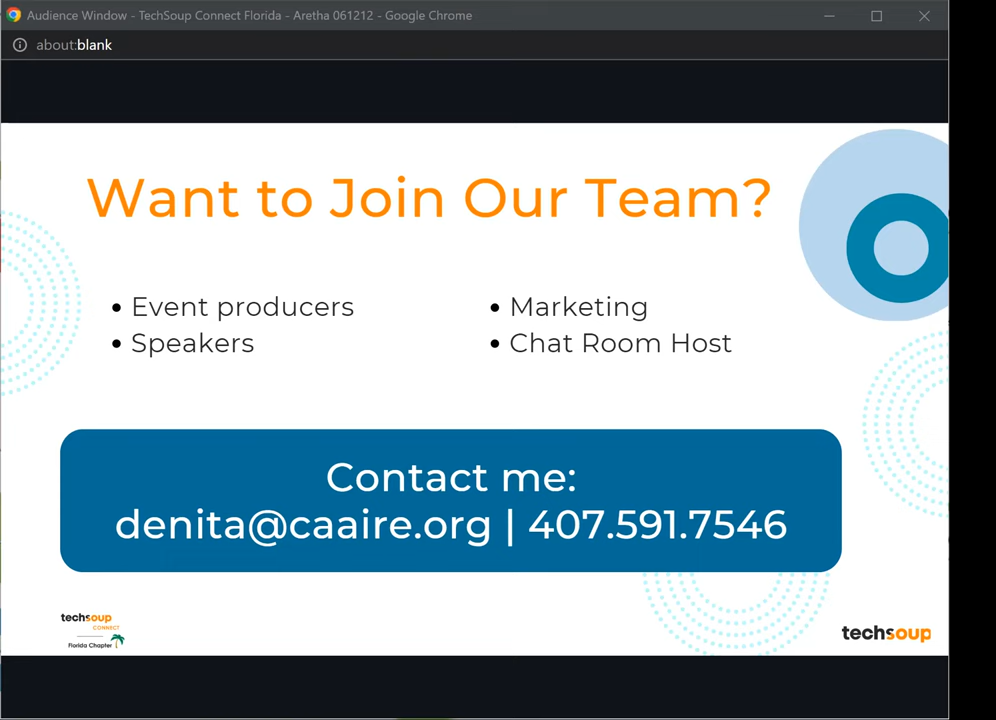 Audience Window - TechSoup Connect Florida - Aretha 061212 - Google Chrome
about:blank
Want to Join Our Team?
• Event producers
• Speakers
• Marketing
• Chat Room Host
Contact me:
denita@caaire.org | 407.591.7546
techsoup
CONNECT
Florida Chapter
techsoup